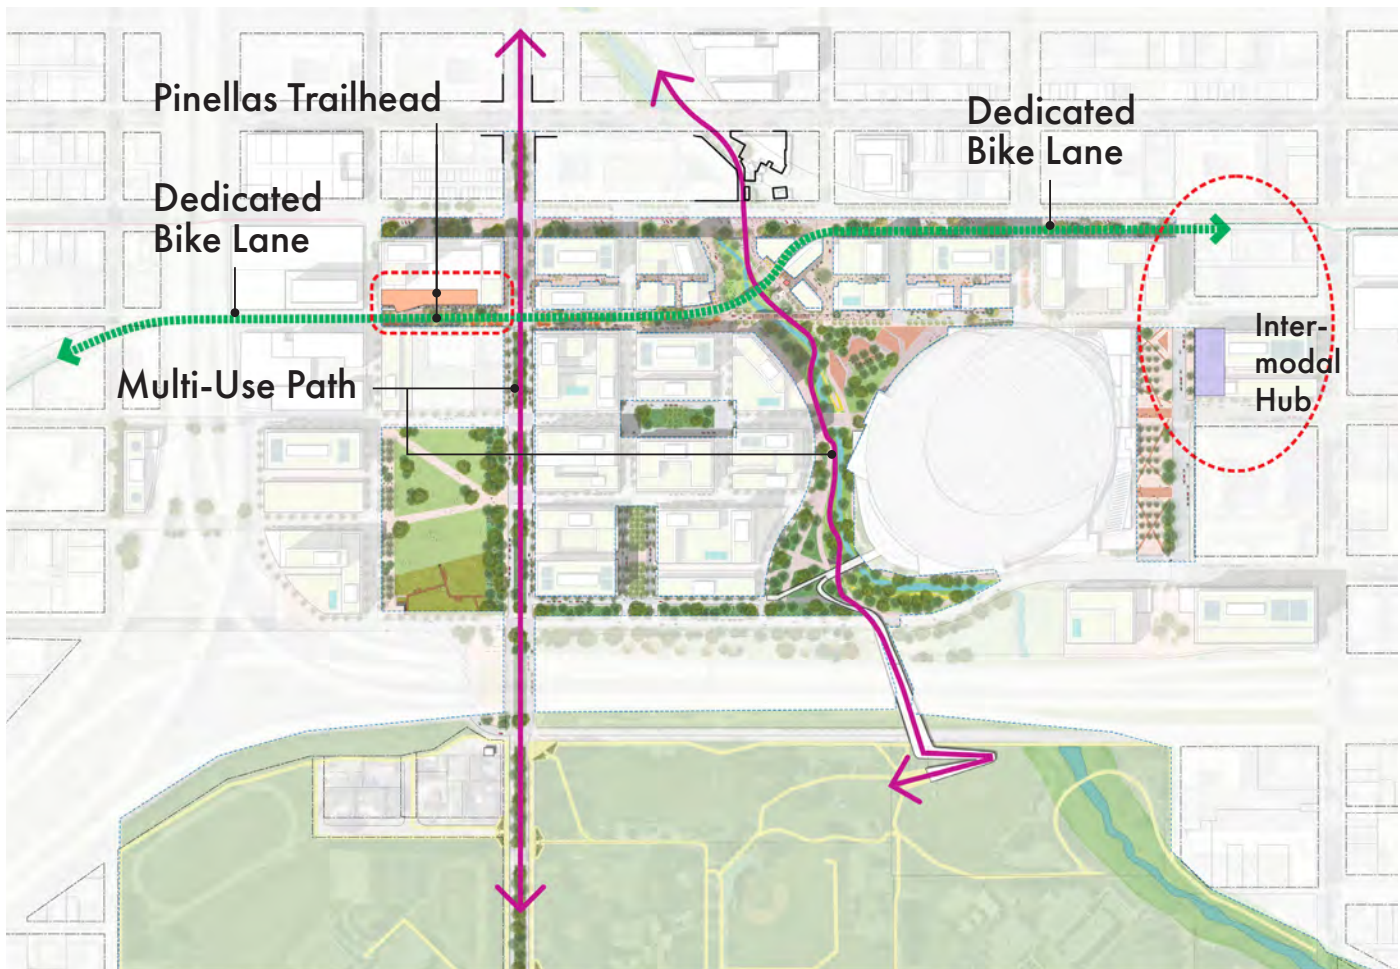 Pinellas Trailhead
Dedicated
Bike Lane
Dedicated
Bike Lane
Multi-Use Path
Inter-
modal
Hub